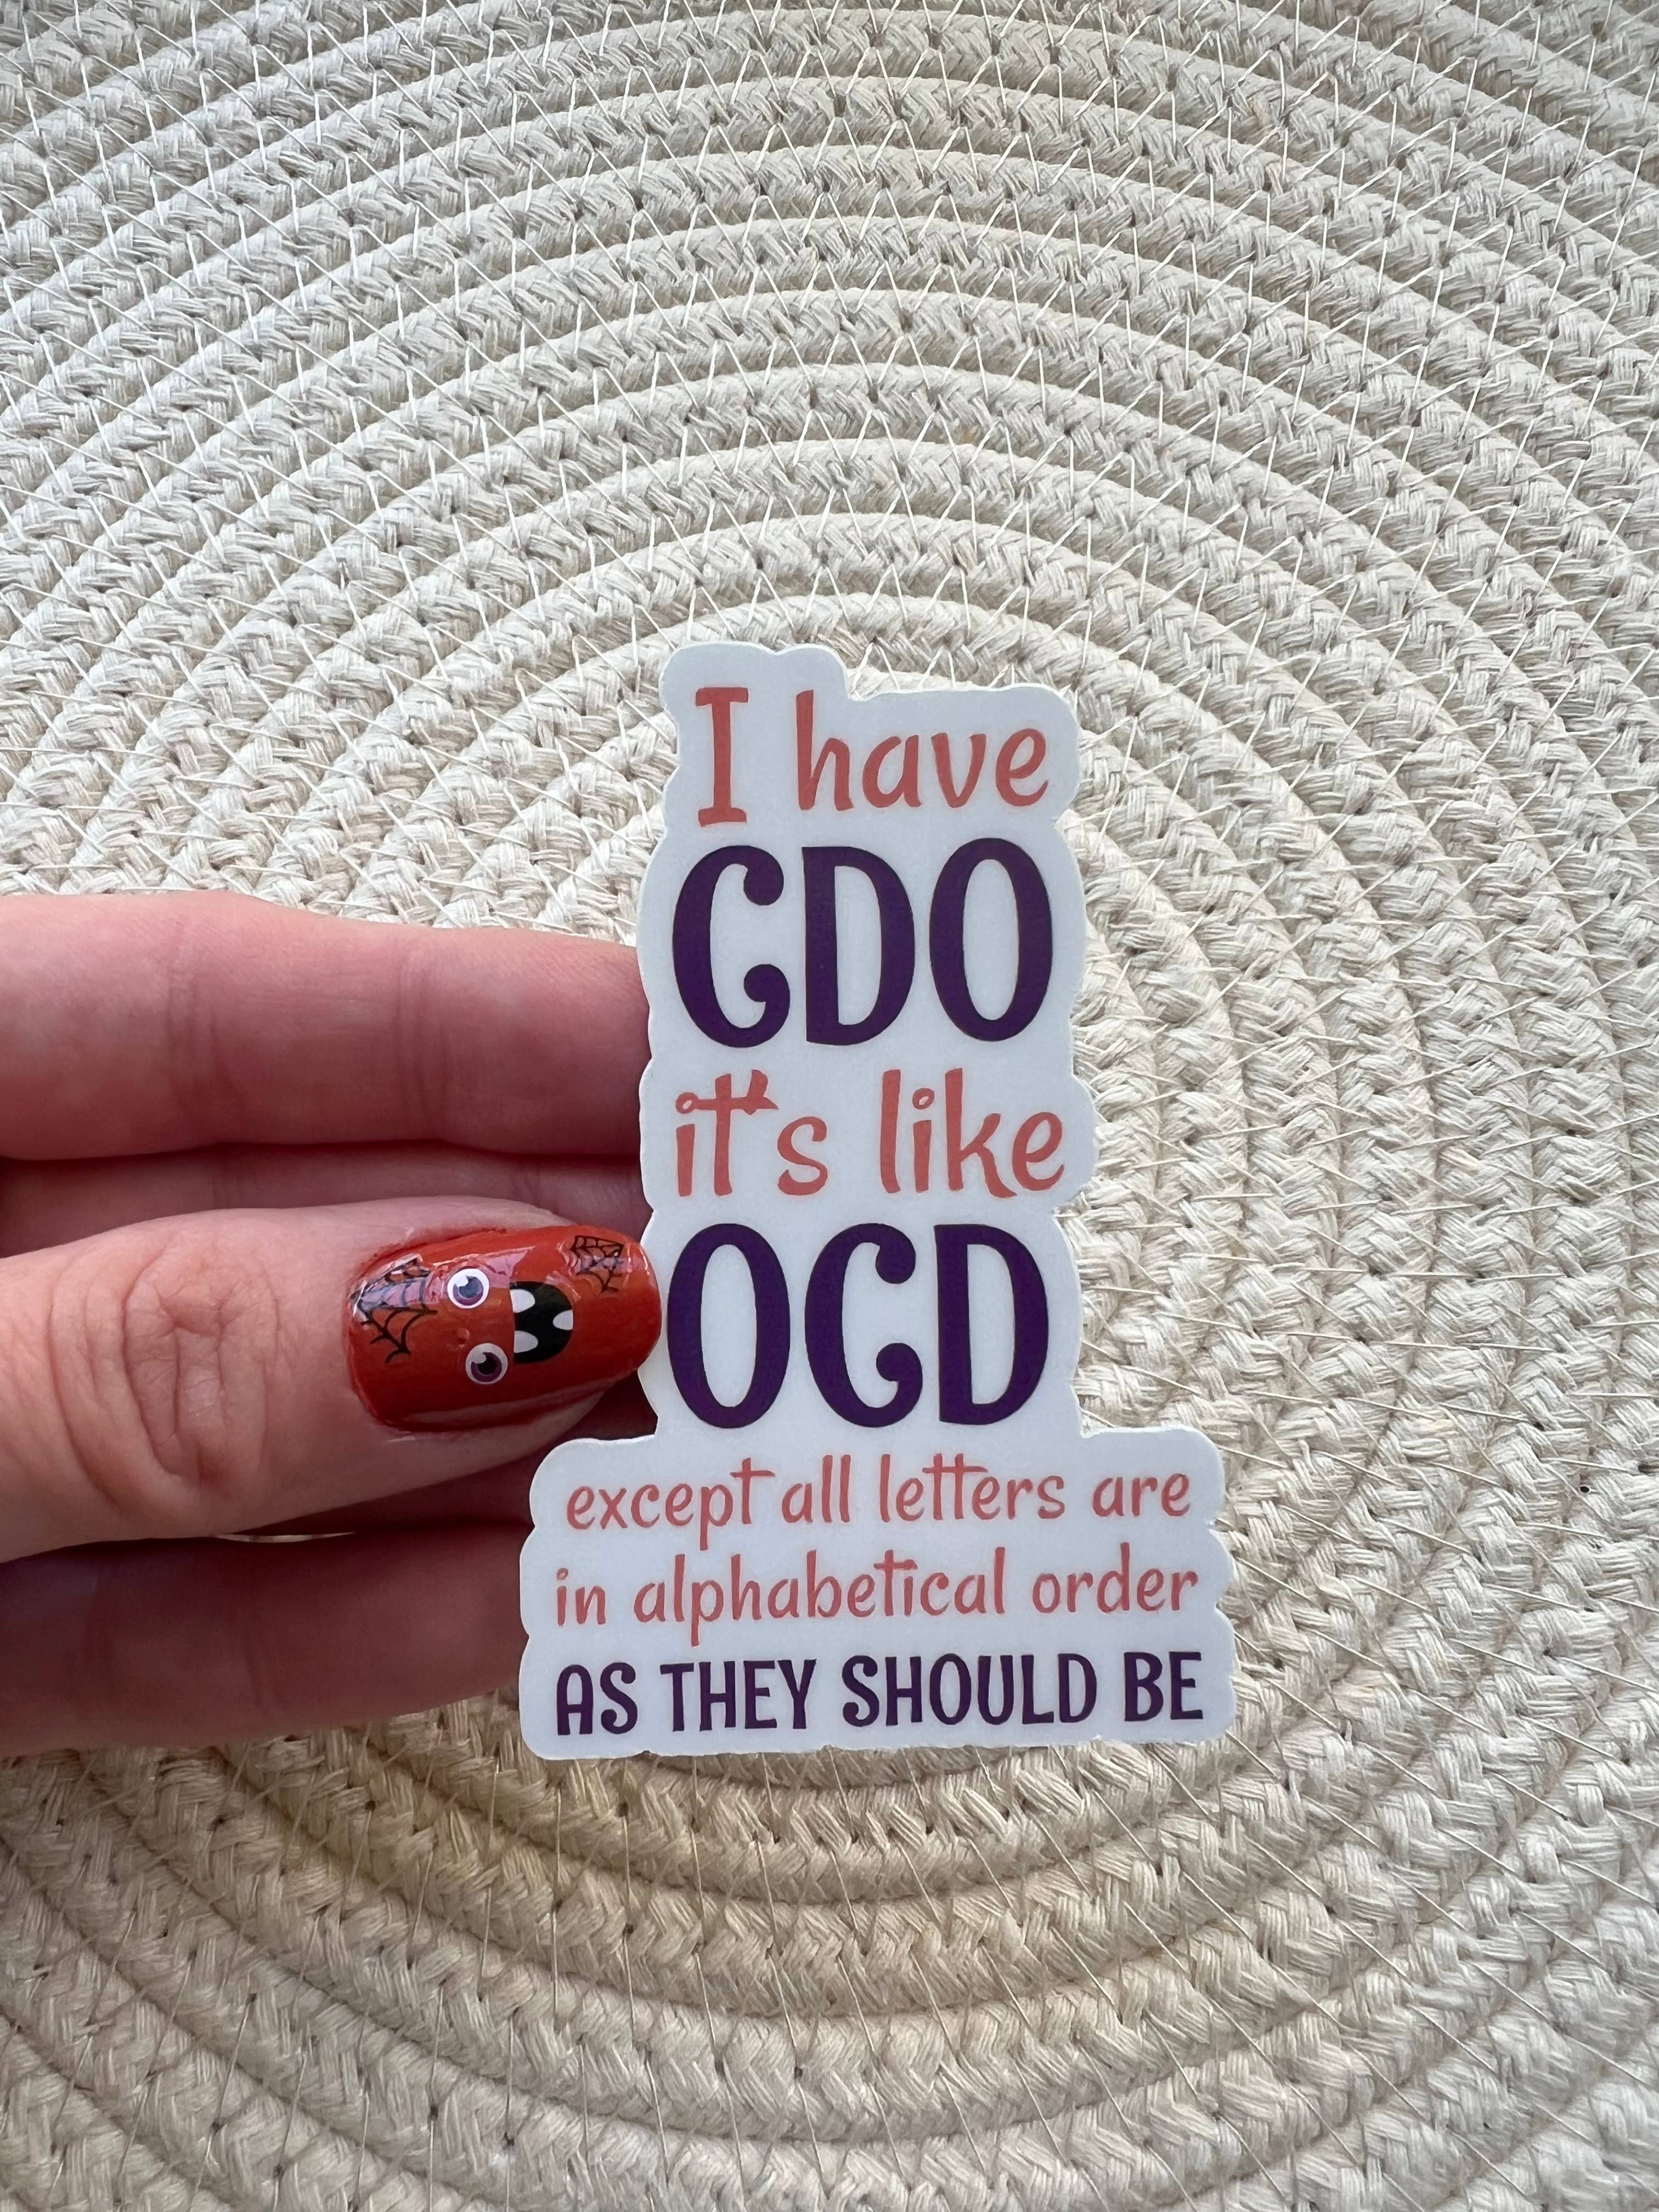 I have
CDO
it's like
OCD
except all letters are
in alphabetical order
AS THEY SHOULD BE